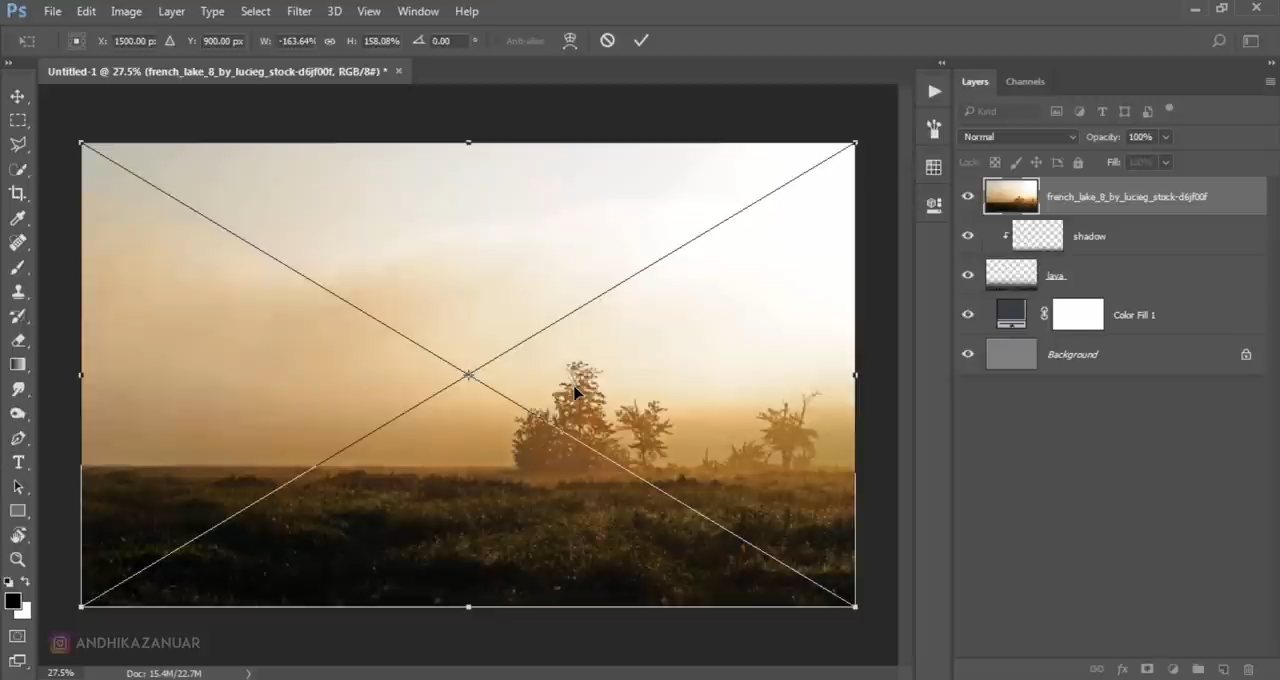 Ps File Edit Image Layer Type Select Filter 3D View Window Help
X: 1500.00 p: Y: 900.00 px W: -163.64% H: 158.08% 0.00 ° Anti-alias
Untitled-1 @ 27.5% (french_lake_8_by_lucieg_stock-d6jf00f, RGB/8#) * ×
Layers Channels
Kind
Normal Opacity: 100%
Lock: Fill: 100%
french_lake_8_by_lucieg_stock-d6jf00f
shadow
lava
Color Fill 1
Background
ANDHIKAZANUAR
27.5% Doc: 15.4M/22.7M